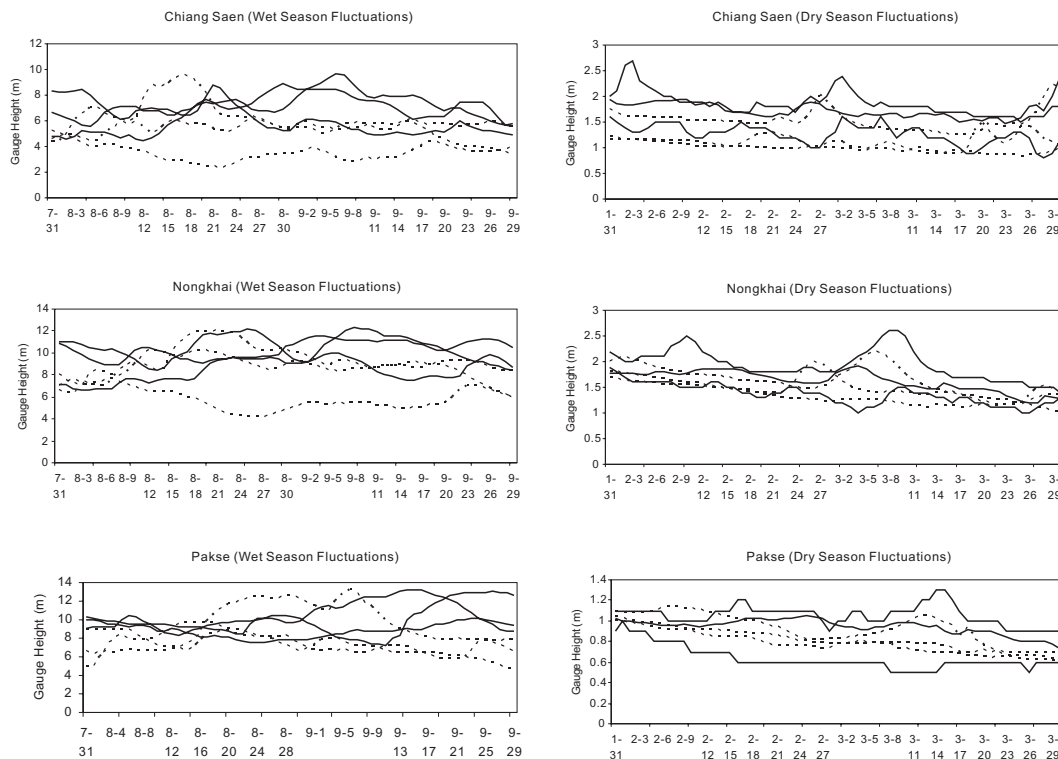 Chiang Saen (Wet Season Fluctuations)
Gauge Height (m)
12
10
8
6
4
2
0
7- 8-3 8-6 8-9 8- 8- 8- 8- 8- 8- 8- 9-2 9-5 9-8 9- 9- 9- 9- 9- 9- 9-
31 12 15 18 21 24 27 30 11 14 17 20 23 26 29
Chiang Saen (Dry Season Fluctuations)
Gauge Height (m)
3
2.5
2
1.5
1
0.5
0
1- 2-3 2-6 2-9 2- 2- 2- 2- 2- 2- 3-2 3-5 3-8 3- 3- 3- 3- 3- 3- 3-
31 12 15 18 21 24 27 11 14 17 20 23 26 29
Nongkhai (Wet Season Fluctuations)
Gauge Height (m)
14
12
10
8
6
4
2
0
7- 8-3 8-6 8-9 8- 8- 8- 8- 8- 8- 8- 9-2 9-5 9-8 9- 9- 9- 9- 9- 9- 9-
31 12 15 18 21 24 27 30 11 14 17 20 23 26 29
Nongkhai (Dry Season Fluctuations)
Gauge Height (m)
3
2.5
2
1.5
1
0.5
0
1- 2-3 2-6 2-9 2- 2- 2- 2- 2- 2- 3-2 3-5 3-8 3- 3- 3- 3- 3- 3- 3-
31 12 15 18 21 24 27 11 14 17 20 23 26 29
Pakse (Wet Season Fluctuations)
Gauge Height (m)
14
12
10
8
6
4
2
0
7- 8-4 8-8 8- 8- 8- 8- 8- 9-1 9-5 9-9 9- 9- 9- 9- 9-
31 12 16 20 24 28 13 17 21 25 29
Pakse (Dry Season Fluctuations)
Gauge Height (m)
1.4
1.2
1
0.8
0.6
0.4
0.2
0
1- 2-3 2-6 2-9 2- 2- 2- 2- 2- 2- 3-2 3-5 3-8 3- 3- 3- 3- 3- 3- 3-
31 12 15 18 21 24 27 11 14 17 20 23 26 29